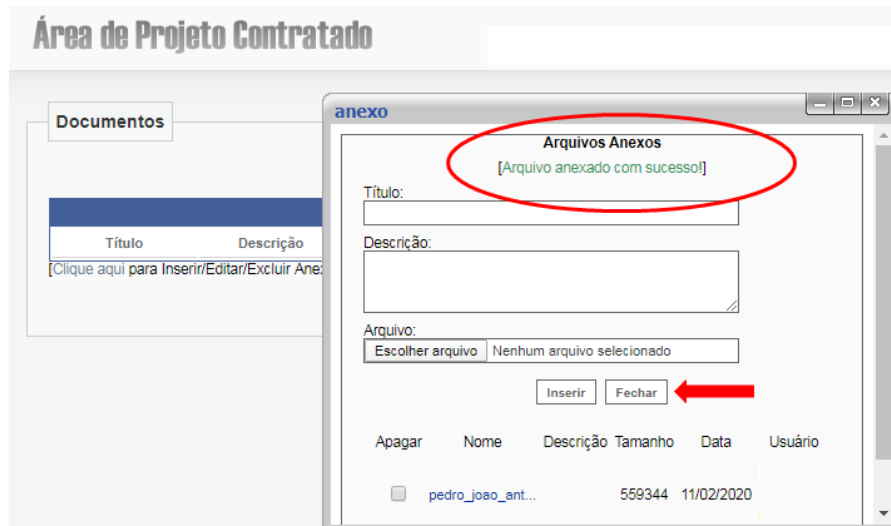 Área de Projeto Contratado
Documentos
Título Descrição
[Clique aqui para Inserir/Editar/Excluir Ane
anexo
Arquivos Anexos
[Arquivo anexado com sucesso!]
Título:
Descrição:
Arquivo:
Escolher arquivo Nenhum arquivo selecionado
Inserir Fechar
Apagar Nome Descrição Tamanho Data Usuário
pedro_joao_ant... 559344 11/02/2020